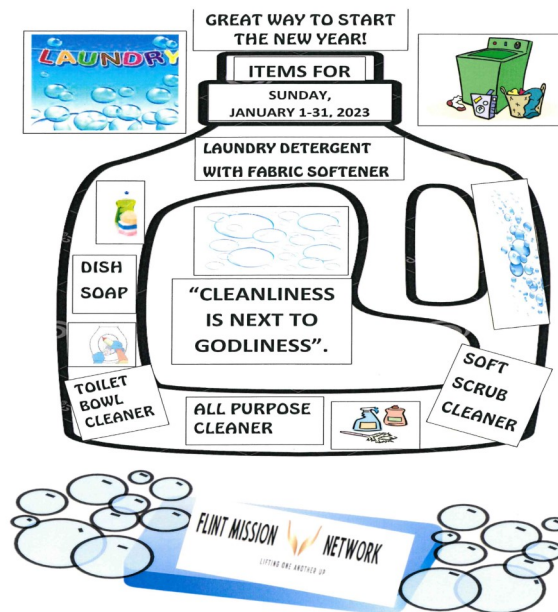 GREAT WAY TO START
THE NEW YEAR!
LAUNDRY
ITEMS FOR
SUNDAY,
JANUARY 1-31, 2023
LAUNDRY DETERGENT
WITH FABRIC SOFTENER
DISH
SOAP
“CLEANLINESS
IS NEXT TO
GODLINESS”.
TOILET
BOWL
CLEANER
ALL PURPOSE
CLEANER
SOFT
SCRUB
CLEANER
FLINT MISSION NETWORK
LIFTING ONE ANOTHER UP